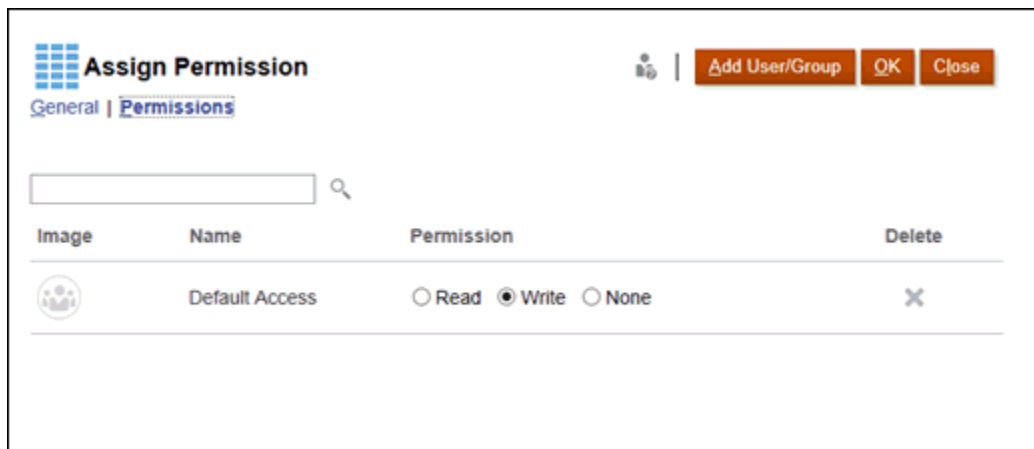 Assign Permission
Add User/Group OK Close
General | Permissions
Image Name Permission Delete
Default Access Read Write None